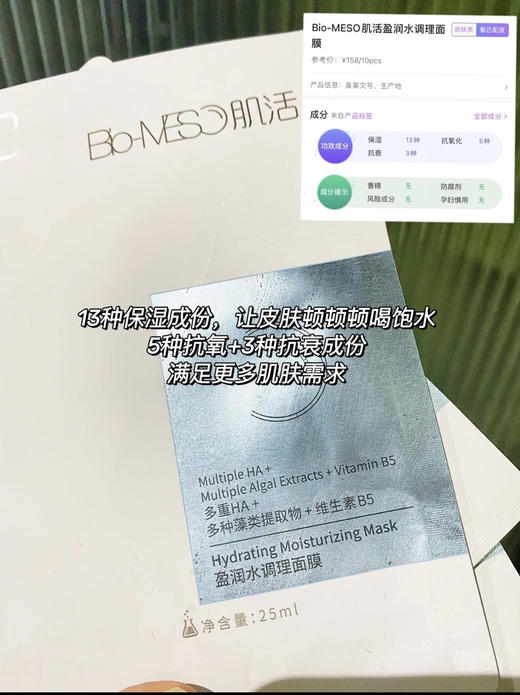 Bio-MESO肌活盈润水调理面膜
测肤质 看匹配度
参考价：¥158/10pcs
产品信息：备案文号、生产地
成分 来自产品标签 全部成分
功效成分
保湿 13种 抗氧化 5种
抗衰 3种
成分提示
香精 无 防腐剂 无
风险成分 无 孕妇慎用 无
Bio-MESO肌活
13种保湿成份，让皮肤顿顿顿喝饱水
5种抗氧+3种抗衰成份
满足更多肌肤需求
Multiple HA +
Multiple Algal Extracts + Vitamin B5
多重HA +
多种藻类提取物 + 维生素B5
Hydrating Moisturizing Mask
盈润水调理面膜
净含量：25ml